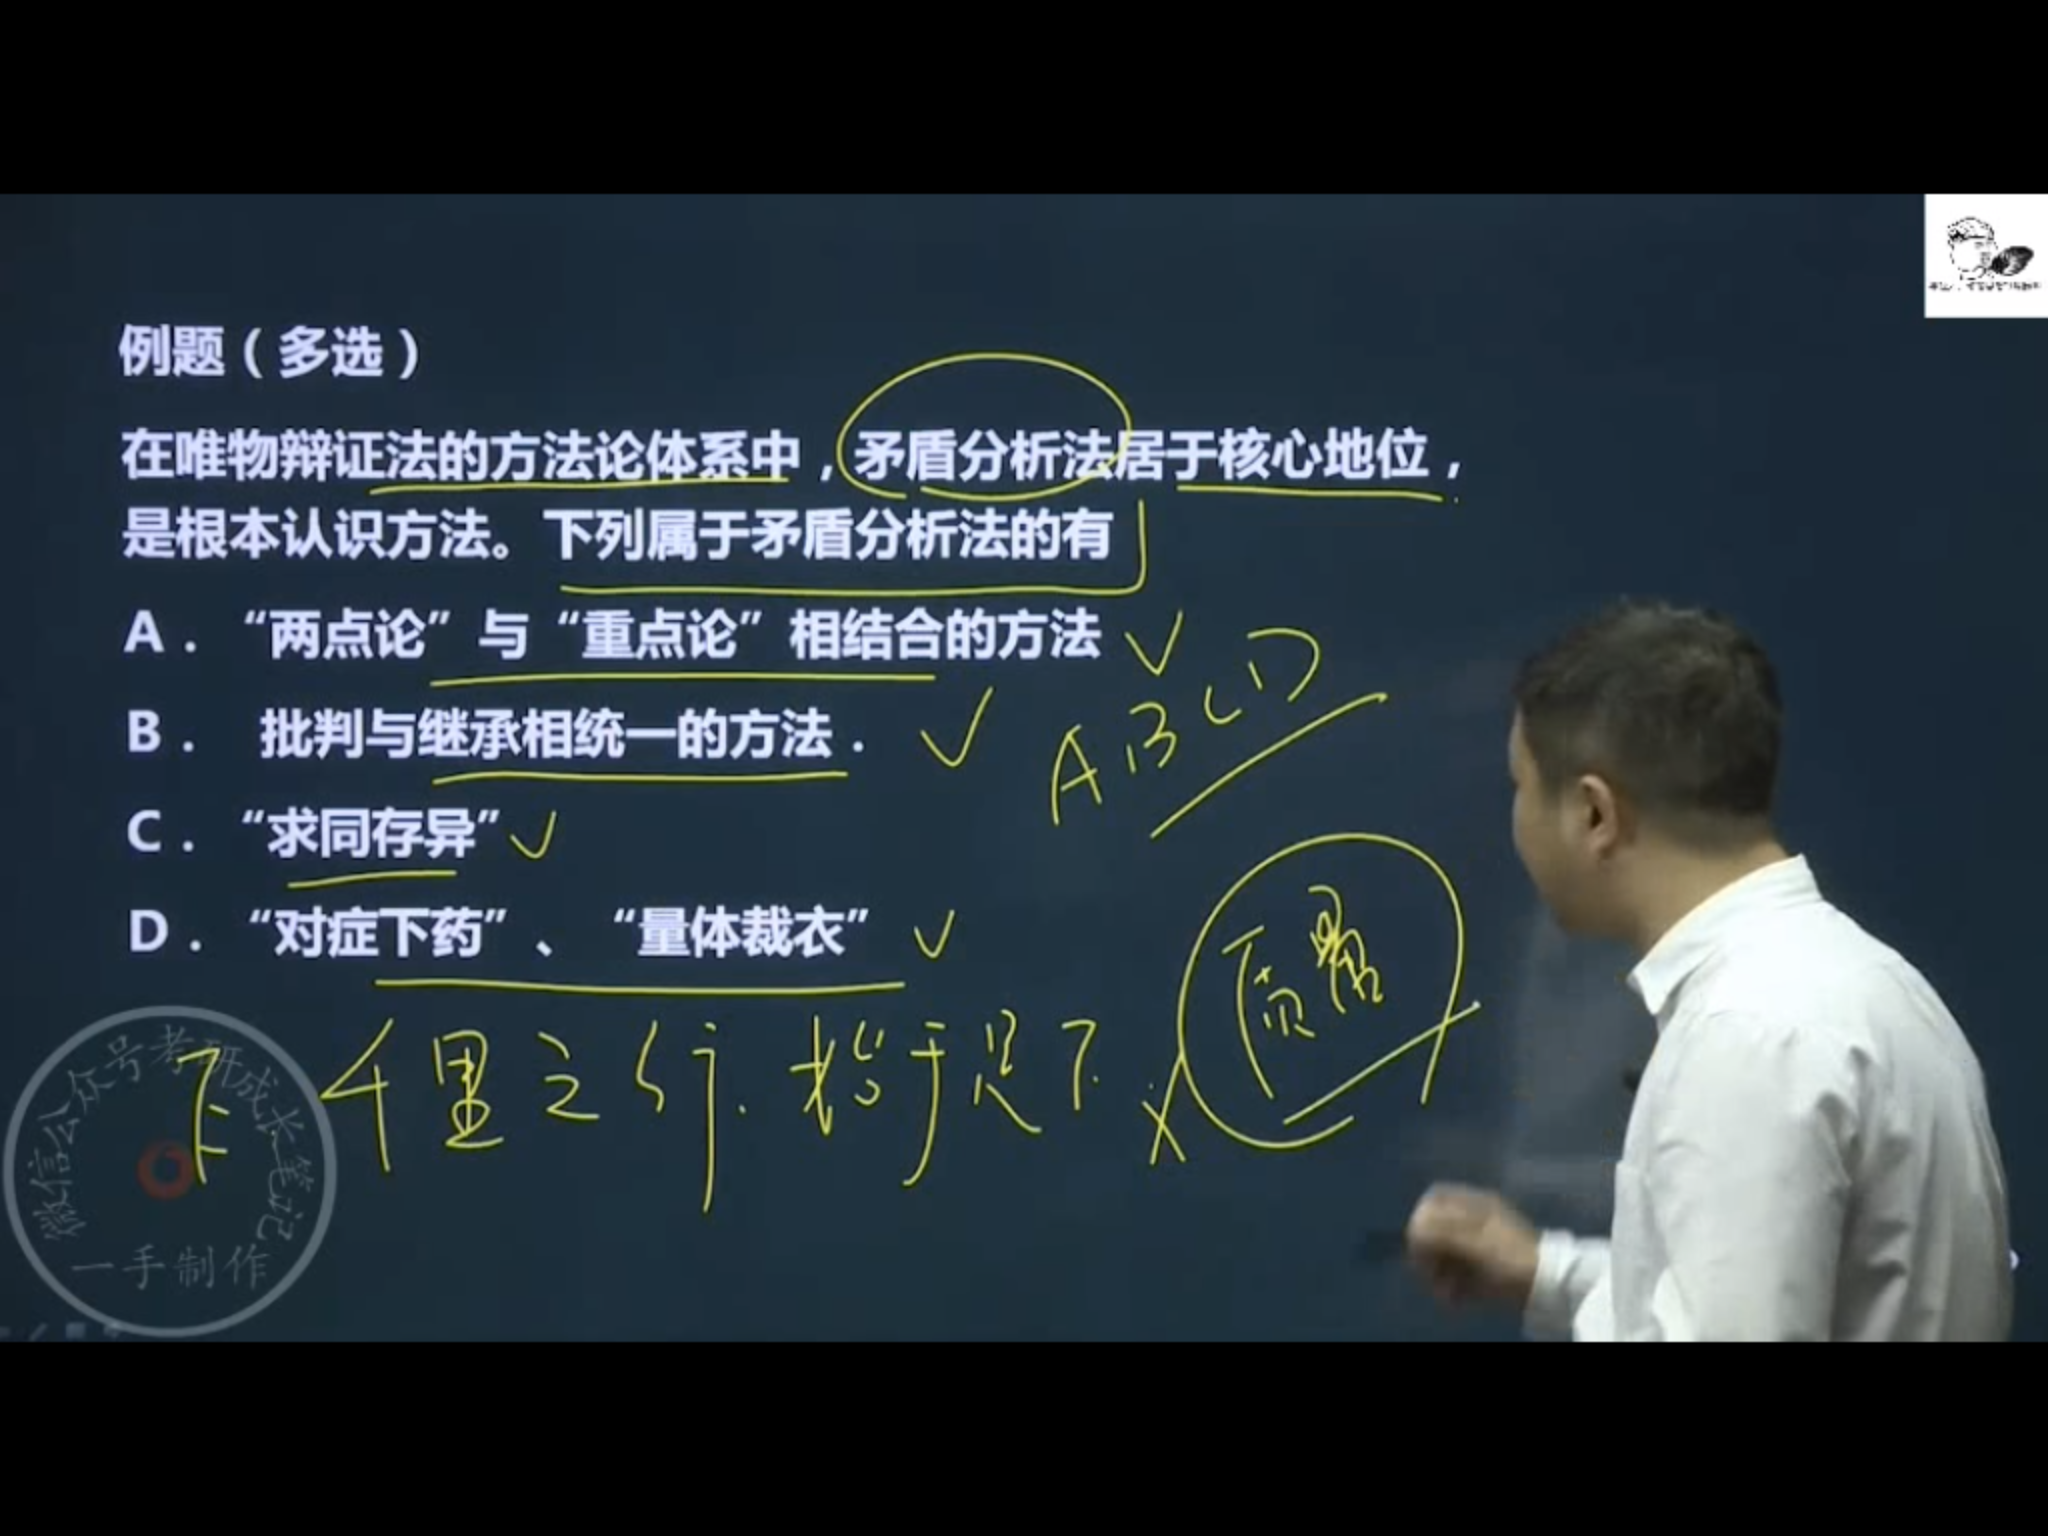 例题（多选）
在唯物辩证法的方法论体系中，矛盾分析法居于核心地位，
是根本认识方法。下列属于矛盾分析法的有
A．“两点论”与“重点论”相结合的方法
B． 批判与继承相统一的方法．
C．“求同存异”
D．“对症下药”、“量体裁衣”
ABCD
质量
E 千里之行．始于足下．
微信公众号考研成水笔记
一手制作